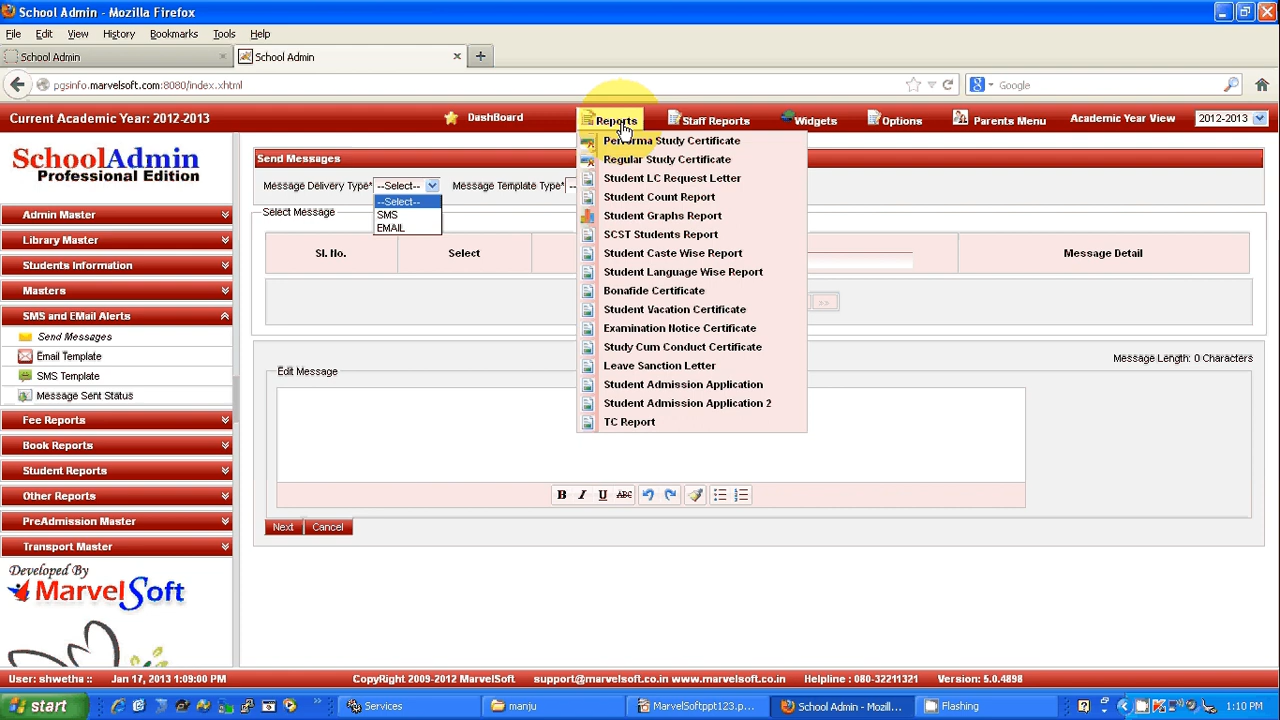 School Admin - Mozilla Firefox
File Edit View History Bookmarks Tools Help
School Admin
School Admin
pgsinfo.marvelsoft.com:8080/index.xhtml
Google
Current Academic Year: 2012-2013
DashBoard
Reports
Staff Reports
Widgets
Options
Parents Menu
Academic Year View
2012-2013
SchoolAdmin
Professional Edition
Admin Master
Library Master
Students Information
Masters
SMS and EMail Alerts
Send Messages
Email Template
SMS Template
Message Sent Status
Fee Reports
Book Reports
Student Reports
Other Reports
PreAdmission Master
Transport Master
Developed By
MarvelSoft
Send Messages
Message Delivery Type* --Select-- Message Template Type* --
--Select--
SMS
EMAIL
Select Message
Sl. No. Select Message Detail
>>
Performa Study Certificate
Regular Study Certificate
Student LC Request Letter
Student Count Report
Student Graphs Report
SCST Students Report
Student Caste Wise Report
Student Language Wise Report
Bonafide Certificate
Student Vacation Certificate
Examination Notice Certificate
Study Cum Conduct Certificate
Leave Sanction Letter
Student Admission Application
Student Admission Application 2
TC Report
Message Length: 0 Characters
Edit Message
B I U ABC
Next Cancel
User: shwetha Jan 17, 2013 1:09:00 PM CopyRight 2009-2012 MarvelSoft support@marvelsoft.co.in www.marvelsoft.co.in Helpline : 080-32211321 Version: 5.0.4898
start Services manju MarvelSoftppt123.p... School Admin - Mozill... Flashing 1:10 PM